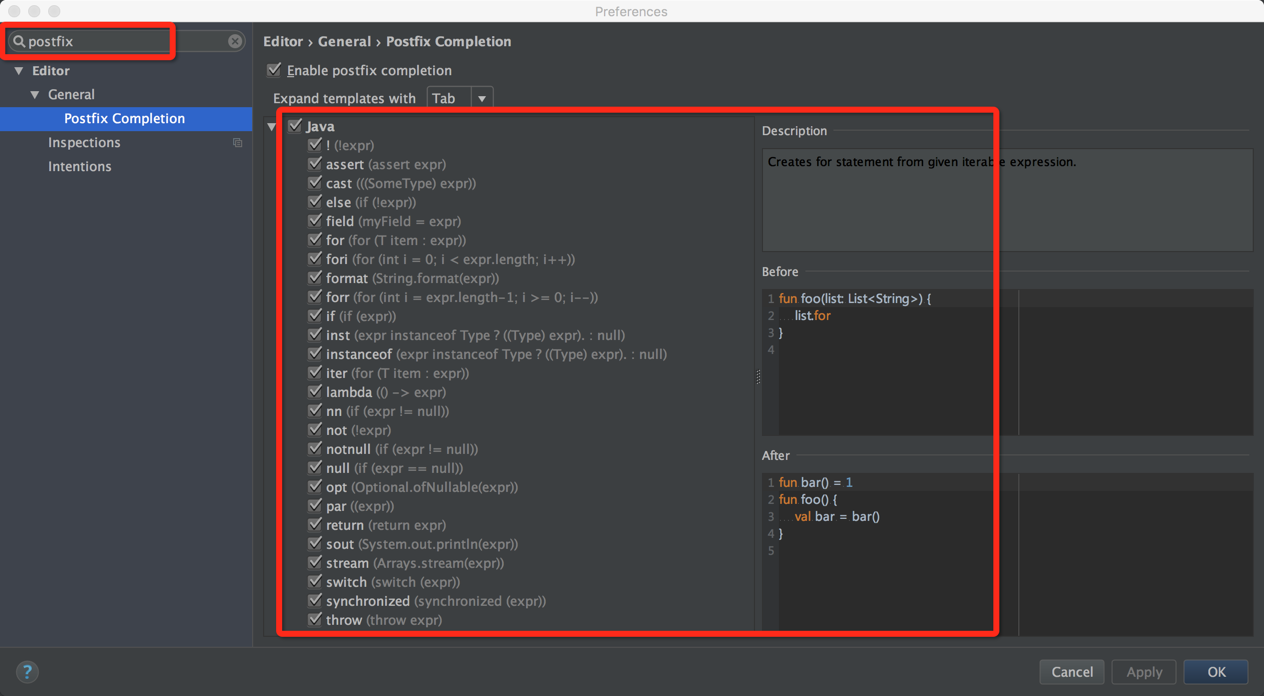 Preferences
postfix
Editor
General
Postfix Completion
Inspections
Intentions
Editor › General › Postfix Completion
Enable postfix completion
Expand templates with Tab
Java
! (!expr)
assert (assert expr)
cast (((SomeType) expr))
else (if (!expr))
field (myField = expr)
for (for (T item : expr))
fori (for (int i = 0; i < expr.length; i++))
format (String.format(expr))
forr (for (int i = expr.length-1; i >= 0; i--))
if (if (expr))
inst (expr instanceof Type ? ((Type) expr). : null)
instanceof (expr instanceof Type ? ((Type) expr). : null)
iter (for (T item : expr))
lambda (() -> expr)
nn (if (expr != null))
not (!expr)
notnull (if (expr != null))
null (if (expr == null))
opt (Optional.ofNullable(expr))
par ((expr))
return (return expr)
sout (System.out.println(expr))
stream (Arrays.stream(expr))
switch (switch (expr))
synchronized (synchronized (expr))
throw (throw expr)
Description
Creates for statement from given iterable expression.
Before
1 fun foo(list: List<String>) {
2 list.for
3 }
4
After
1 fun bar() = 1
2 fun foo() {
3 val bar = bar()
4 }
5
?
Cancel
Apply
OK